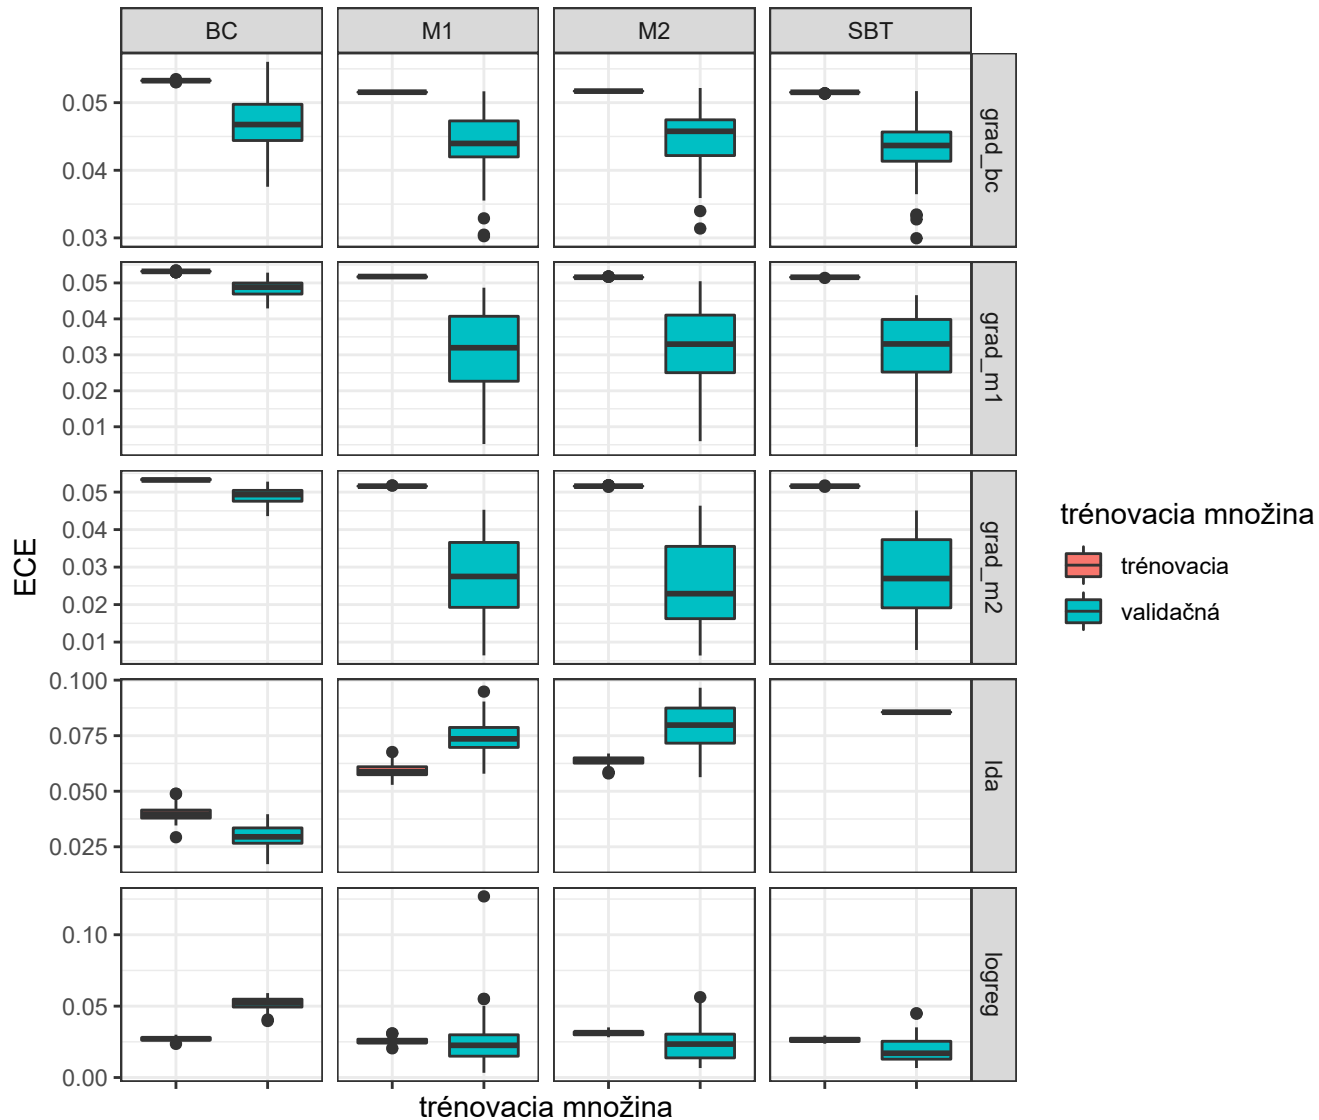 BC
M1
M2
SBT
0.05
0.04
0.03
grad_bc
0.05
0.04
0.03
0.02
0.01
grad_m1
0.05
0.04
0.03
0.02
0.01
grad_m2
0.100
0.075
0.050
0.025
lda
0.10
0.05
0.00
logreg
ECE
trénovacia množina
trénovacia množina
trénovacia
validačná